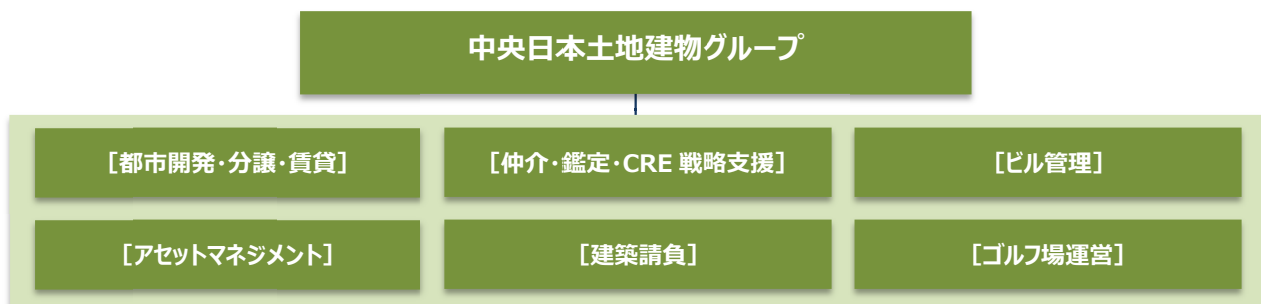 中央日本土地建物グループ
[都市開発・分譲・賃貸]
[仲介・鑑定・CRE 戦略支援]
[ビル管理]
[アセットマネジメント]
[建築請負]
[ゴルフ場運営]